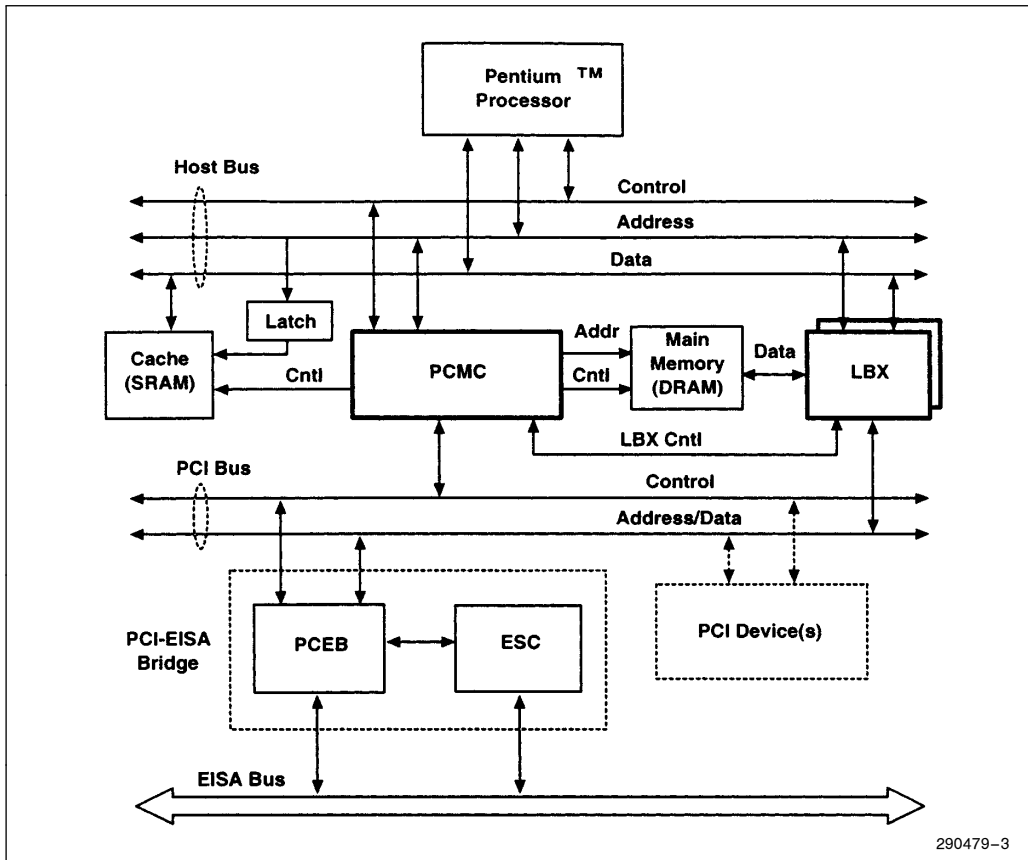 Pentium TM
Processor
Host Bus
Control
Address
Data
Latch
Cache
(SRAM)
Cntl
PCMC
Addr
Cntl
Main
Memory
(DRAM)
Data
LBX
LBX Cntl
PCI Bus
Control
Address/Data
PCI-EISA
Bridge
PCEB
ESC
PCI Device(s)
EISA Bus
290479-3